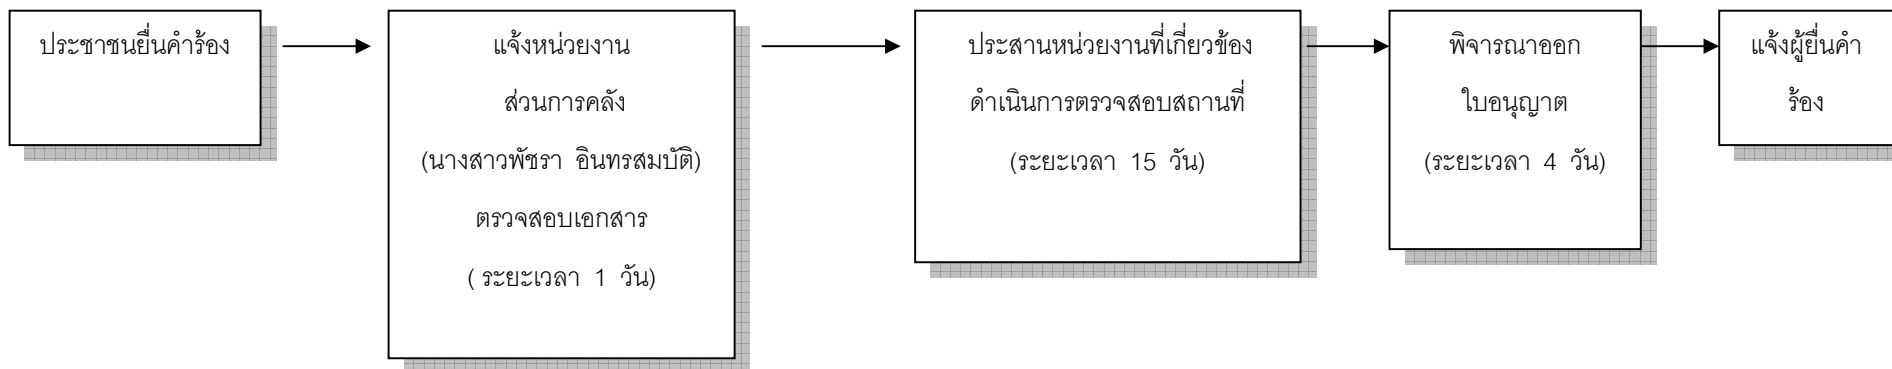 ประชาชนยื่นคำร้อง
แจ้งหน่วยงาน
ส่วนการคลัง
(นางสาวพัชรา อินทรสมบัติ)
ตรวจสอบเอกสาร
( ระยะเวลา 1 วัน)
ประสานหน่วยงานที่เกี่ยวข้อง
ดำเนินการตรวจสอบสถานที่
(ระยะเวลา 15 วัน)
พิจารณาออก
ใบอนุญาต
(ระยะเวลา 4 วัน)
แจ้งผู้ยื่นคำ
ร้อง